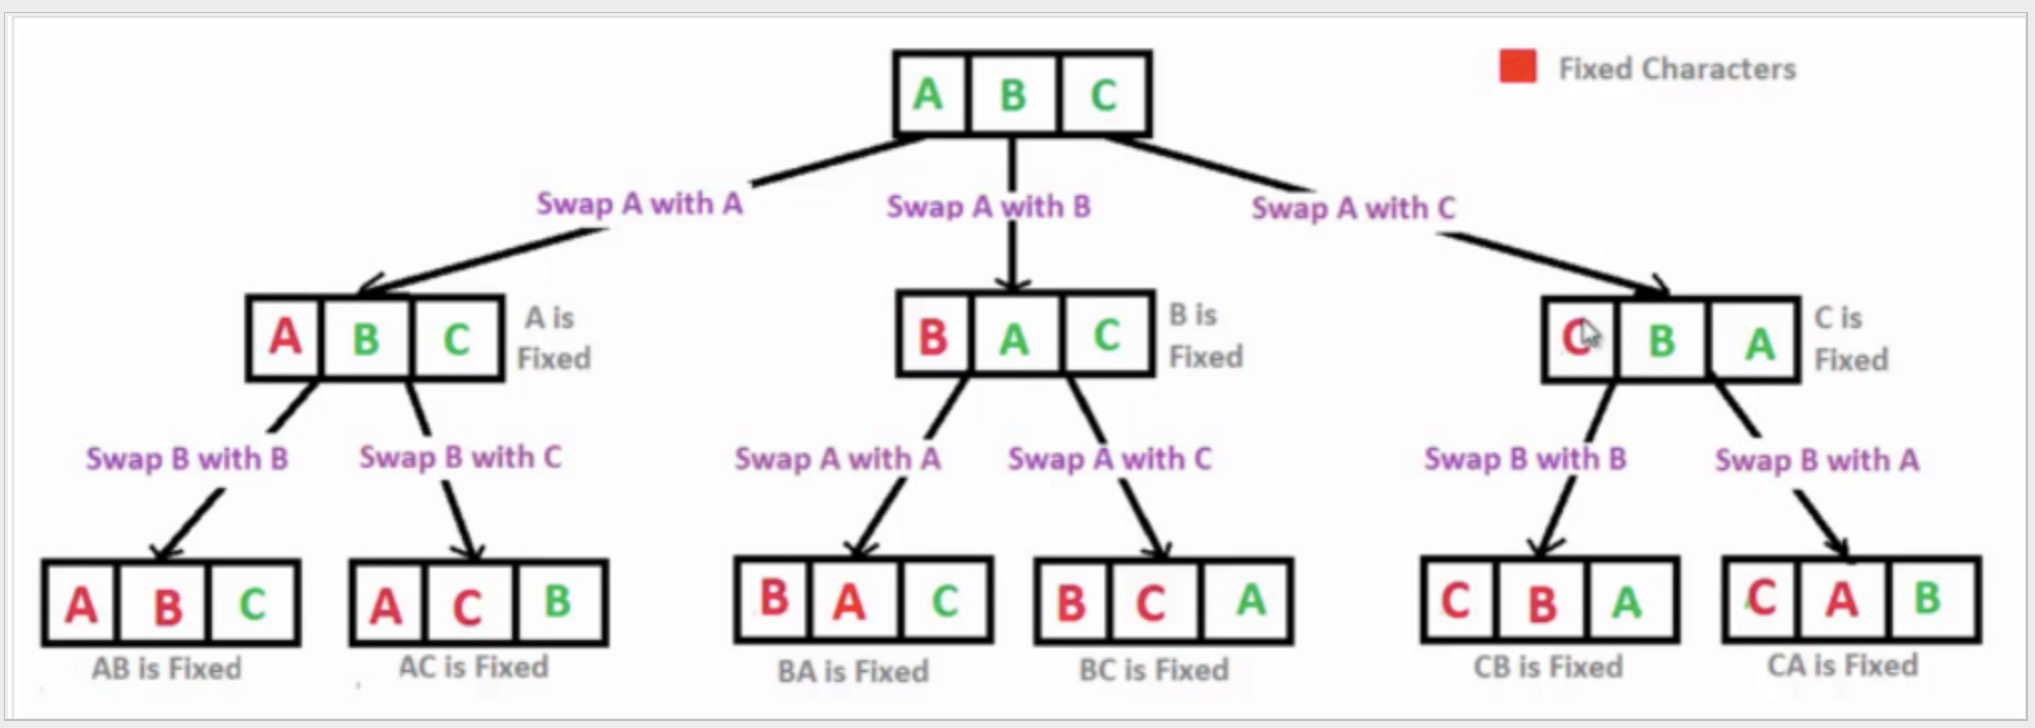 A B C
Fixed Characters
Swap A with A
Swap A with B
Swap A with C
A B C
A is
Fixed
B A C
B is
Fixed
C B A
C is
Fixed
Swap B with B
Swap B with C
Swap A with A
Swap A with C
Swap B with B
Swap B with A
A B C
A C B
B A C
B C A
C B A
C A B
AB is Fixed
AC is Fixed
BA is Fixed
BC is Fixed
CB is Fixed
CA is Fixed